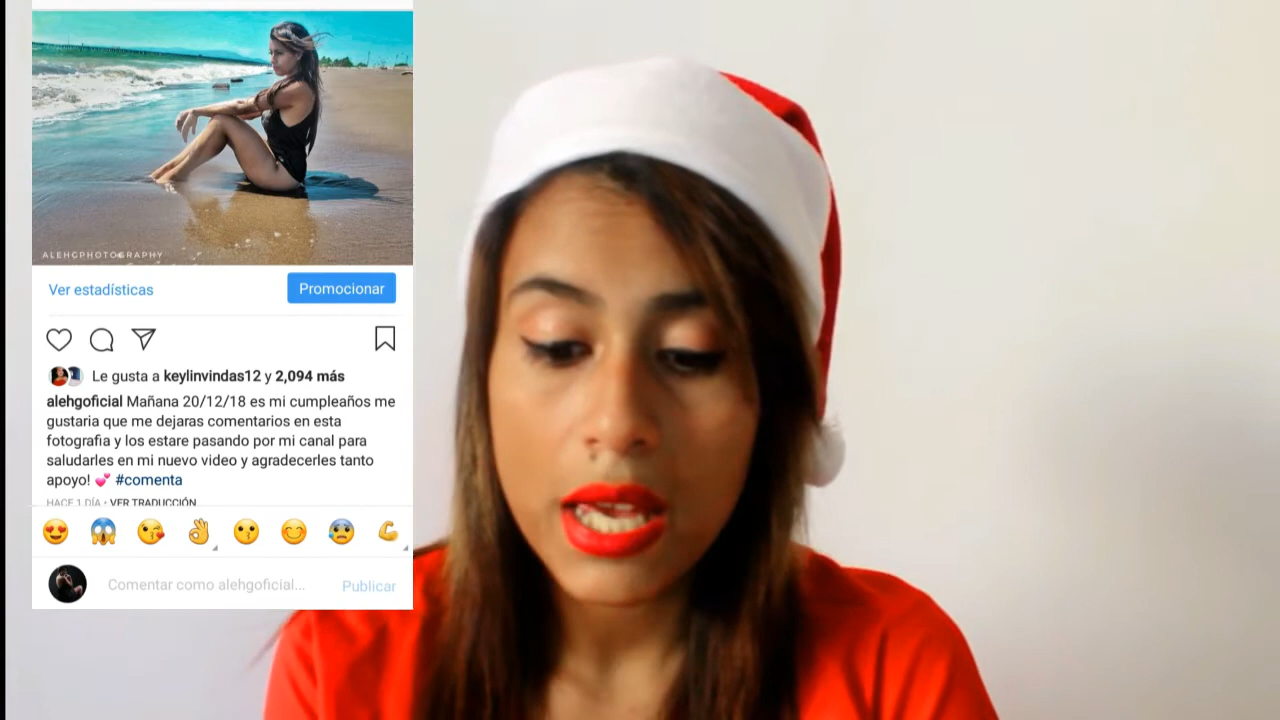 ALEHGPHOTOGRAPHY
Ver estadísticas
Promocionar
Le gusta a keylinvindas12 y 2,094 más
alehgoficial Mañana 20/12/18 es mi cumpleaños me
gustaria que me dejaras comentarios en esta
fotografia y los estare pasando por mi canal para
saludarles en mi nuevo video y agradecerles tanto
apoyo! 💕 #comenta
HACE 1 DÍA • VER TRADUCCIÓN
Comentar como alehgoficial...
Publicar